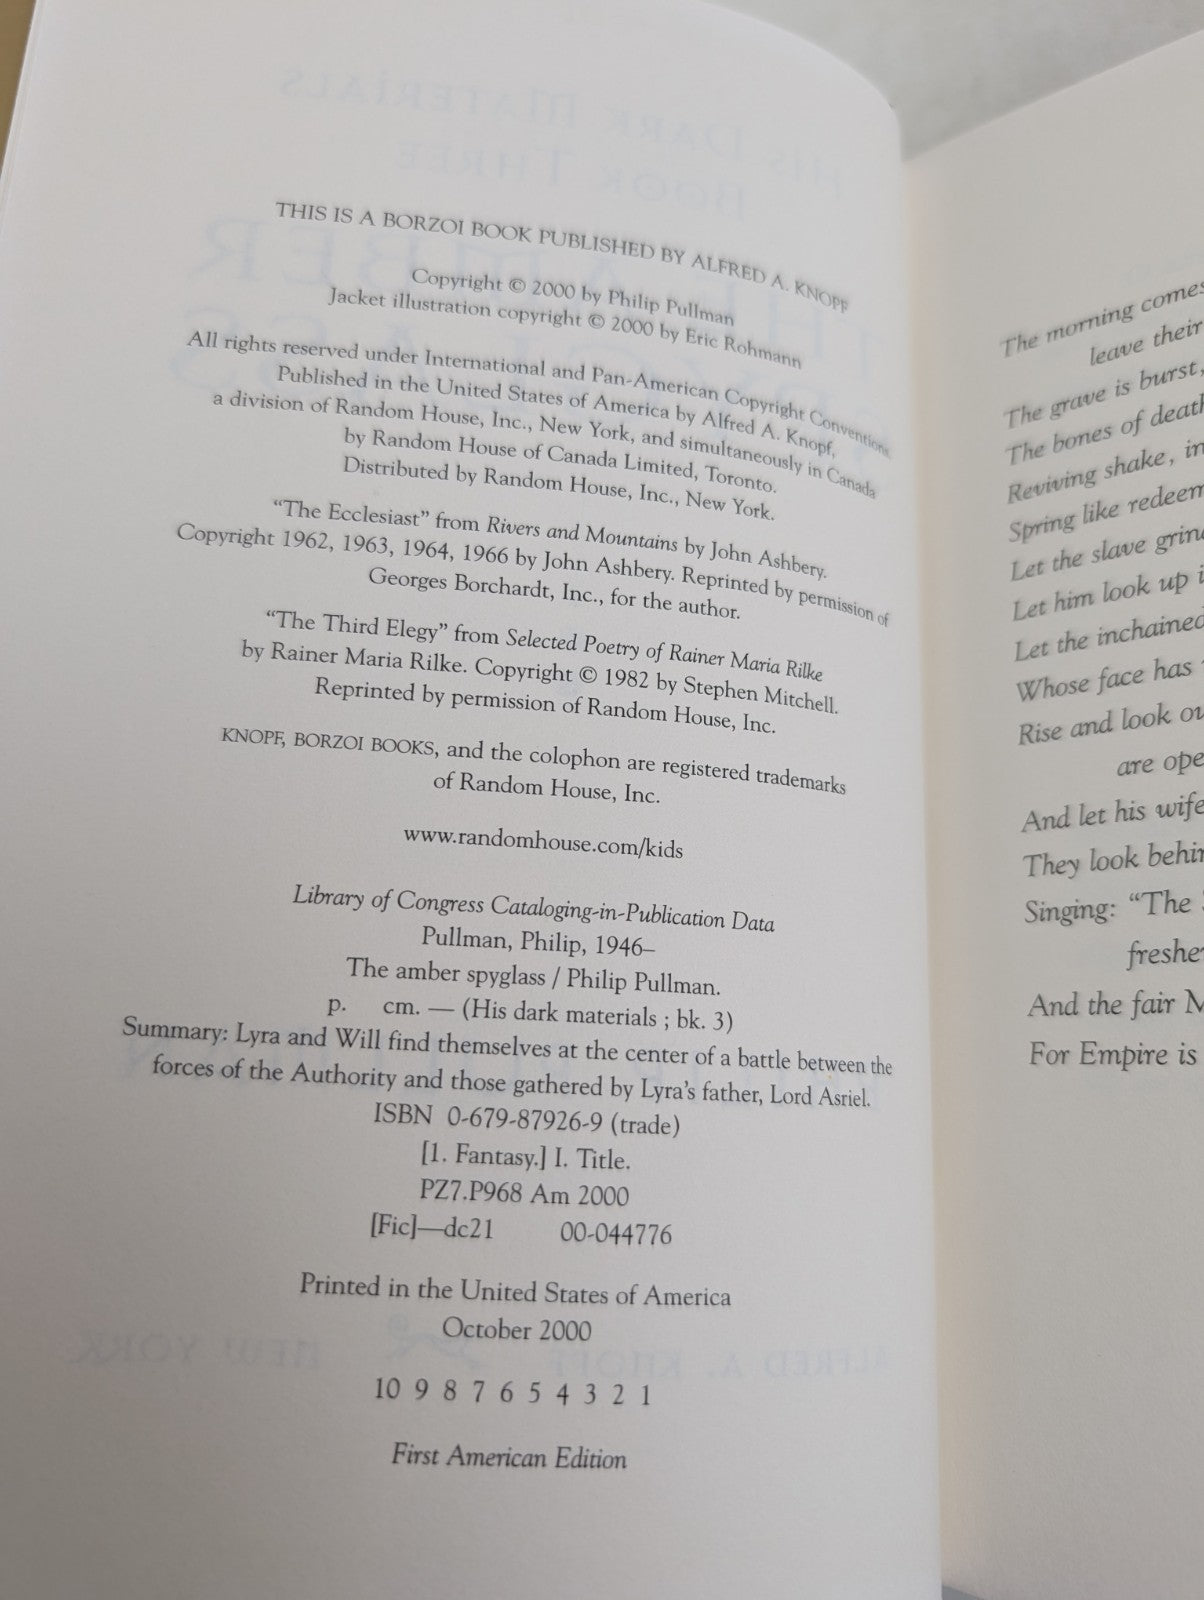 THIS IS A BORZOI BOOK PUBLISHED BY ALFRED A. KNOPF
Copyright © 2000 by Philip Pullman
Jacket illustration copyright © 2000 by Eric Rohmann
All rights reserved under International and Pan-American Copyright Conventions.
Published in the United States of America by Alfred A. Knopf,
a division of Random House, Inc., New York, and simultaneously in Canada
by Random House of Canada Limited, Toronto.
Distributed by Random House, Inc., New York.
"The Ecclesiast" from Rivers and Mountains by John Ashbery.
Copyright 1962, 1963, 1964, 1966 by John Ashbery. Reprinted by permission of
Georges Borchardt, Inc., for the author.
"The Third Elegy" from Selected Poetry of Rainer Maria Rilke
by Rainer Maria Rilke. Copyright © 1982 by Stephen Mitchell.
Reprinted by permission of Random House, Inc.
KNOPF, BORZOI BOOKS, and the colophon are registered trademarks
of Random House, Inc.
www.randomhouse.com/kids
Library of Congress Cataloging-in-Publication Data
Pullman, Philip, 1946–
The amber spyglass / Philip Pullman.
p. cm. — (His dark materials ; bk. 3)
Summary: Lyra and Will find themselves at the center of a battle between the
forces of the Authority and those gathered by Lyra's father, Lord Asriel.
ISBN 0-679-87926-9 (trade)
[1. Fantasy.] I. Title.
PZ7.P968 Am 2000
[Fic]—dc21 00-044776
Printed in the United States of America
October 2000
10 9 8 7 6 5 4 3 2 1
First American Edition
The morning comes
leave their
The grave is burst,
The bones of death
Reviving shake, in
Spring like redeem
Let the slave grin
Let him look up i
Let the inchained
Whose face has
Rise and look ou
are ope
And let his wife
They look behin
Singing: "The
freshe
And the fair M
For Empire is